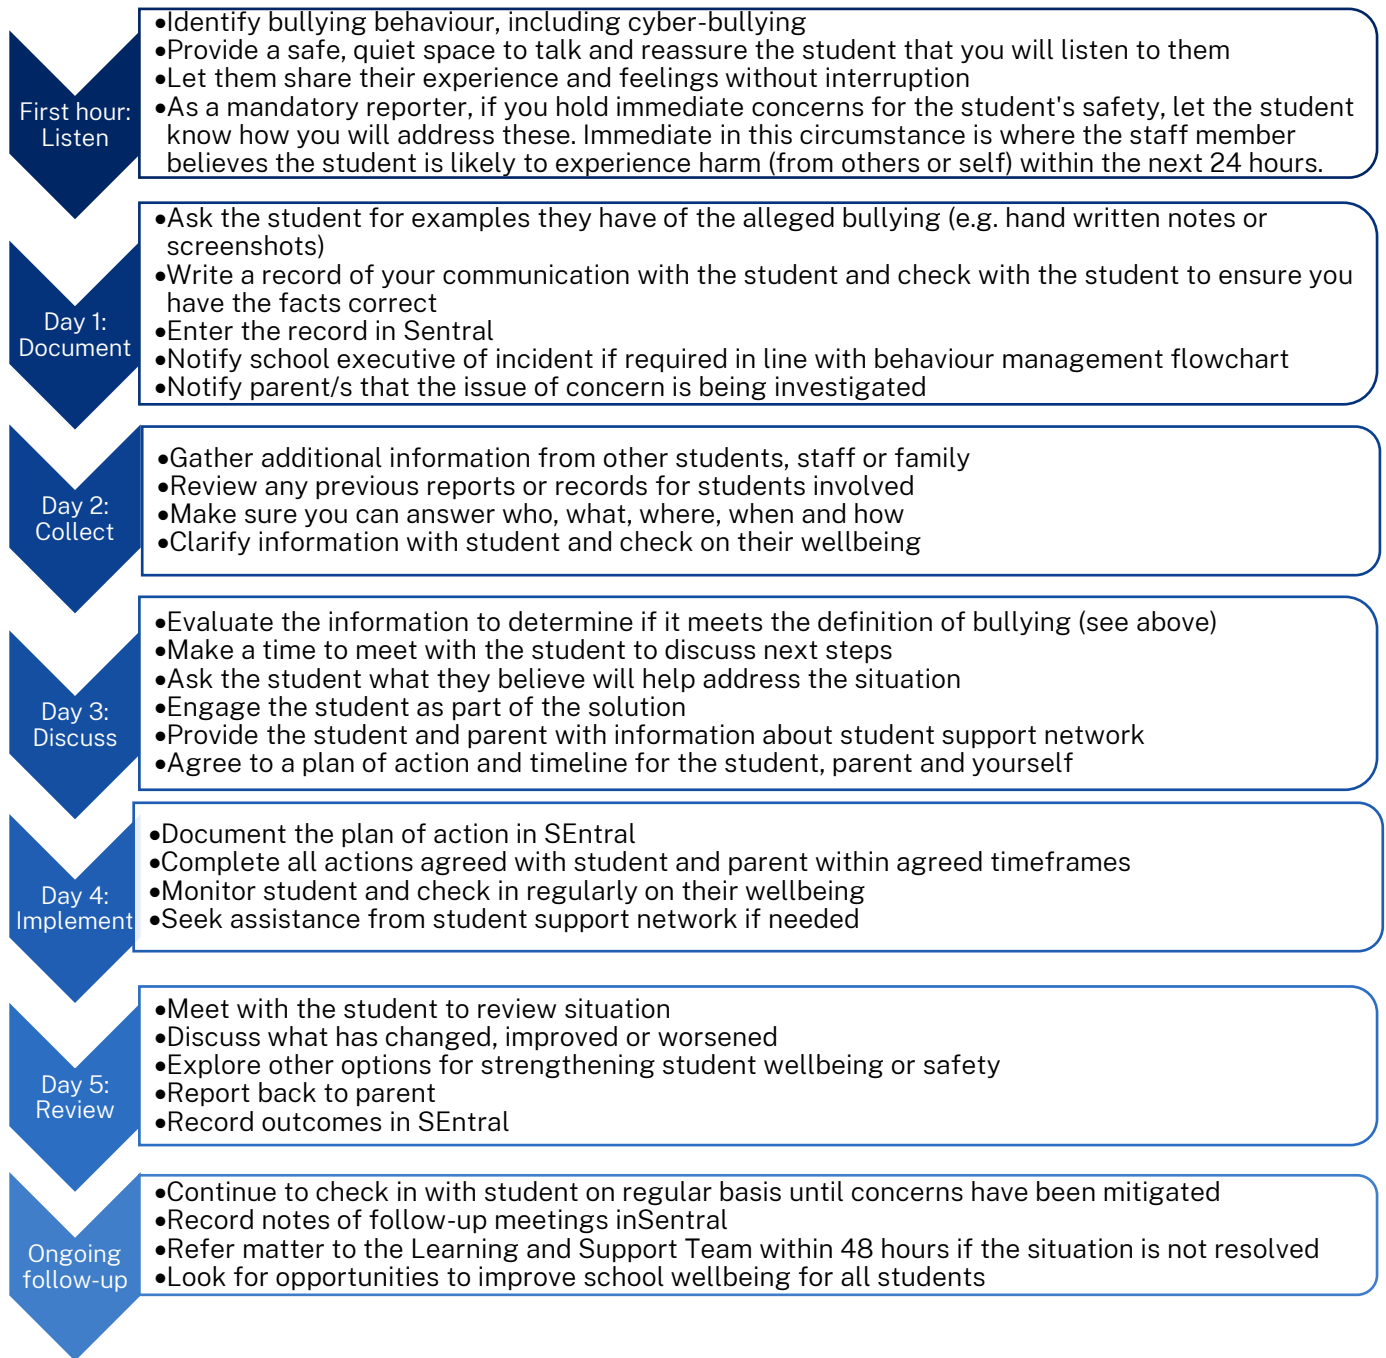 First hour:
Listen
•Identify bullying behaviour, including cyber-bullying
•Provide a safe, quiet space to talk and reassure the student that you will listen to them
•Let them share their experience and feelings without interruption
•As a mandatory reporter, if you hold immediate concerns for the student's safety, let the student
know how you will address these. Immediate in this circumstance is where the staff member
believes the student is likely to experience harm (from others or self) within the next 24 hours.
Day 1:
Document
•Ask the student for examples they have of the alleged bullying (e.g. hand written notes or
screenshots)
•Write a record of your communication with the student and check with the student to ensure you
have the facts correct
•Enter the record in Sentral
•Notify school executive of incident if required in line with behaviour management flowchart
•Notify parent/s that the issue of concern is being investigated
Day 2:
Collect
•Gather additional information from other students, staff or family
•Review any previous reports or records for students involved
•Make sure you can answer who, what, where, when and how
•Clarify information with student and check on their wellbeing
Day 3:
Discuss
•Evaluate the information to determine if it meets the definition of bullying (see above)
•Make a time to meet with the student to discuss next steps
•Ask the student what they believe will help address the situation
•Engage the student as part of the solution
•Provide the student and parent with information about student support network
•Agree to a plan of action and timeline for the student, parent and yourself
Day 4:
Implement
•Document the plan of action in SEntral
•Complete all actions agreed with student and parent within agreed timeframes
•Monitor student and check in regularly on their wellbeing
•Seek assistance from student support network if needed
Day 5:
Review
•Meet with the student to review situation
•Discuss what has changed, improved or worsened
•Explore other options for strengthening student wellbeing or safety
•Report back to parent
•Record outcomes in SEntral
Ongoing
follow-up
•Continue to check in with student on regular basis until concerns have been mitigated
•Record notes of follow-up meetings inSentral
•Refer matter to the Learning and Support Team within 48 hours if the situation is not resolved
•Look for opportunities to improve school wellbeing for all students